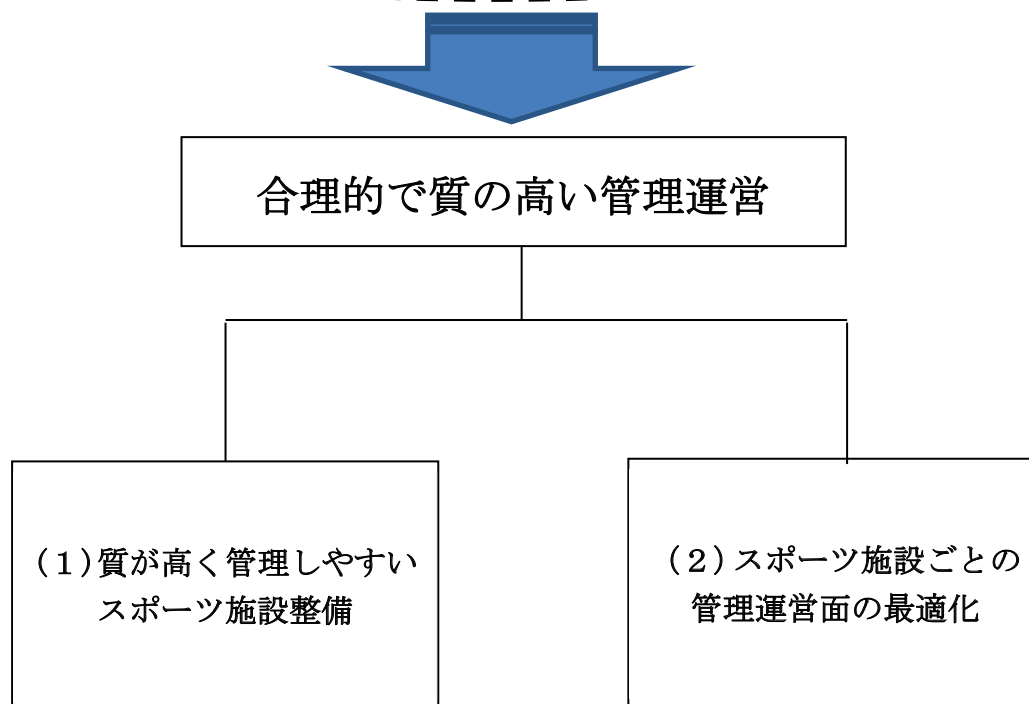 合理的で質の高い管理運営
（１）質が高く管理しやすい
スポーツ施設整備
（２）スポーツ施設ごとの
管理運営面の最適化